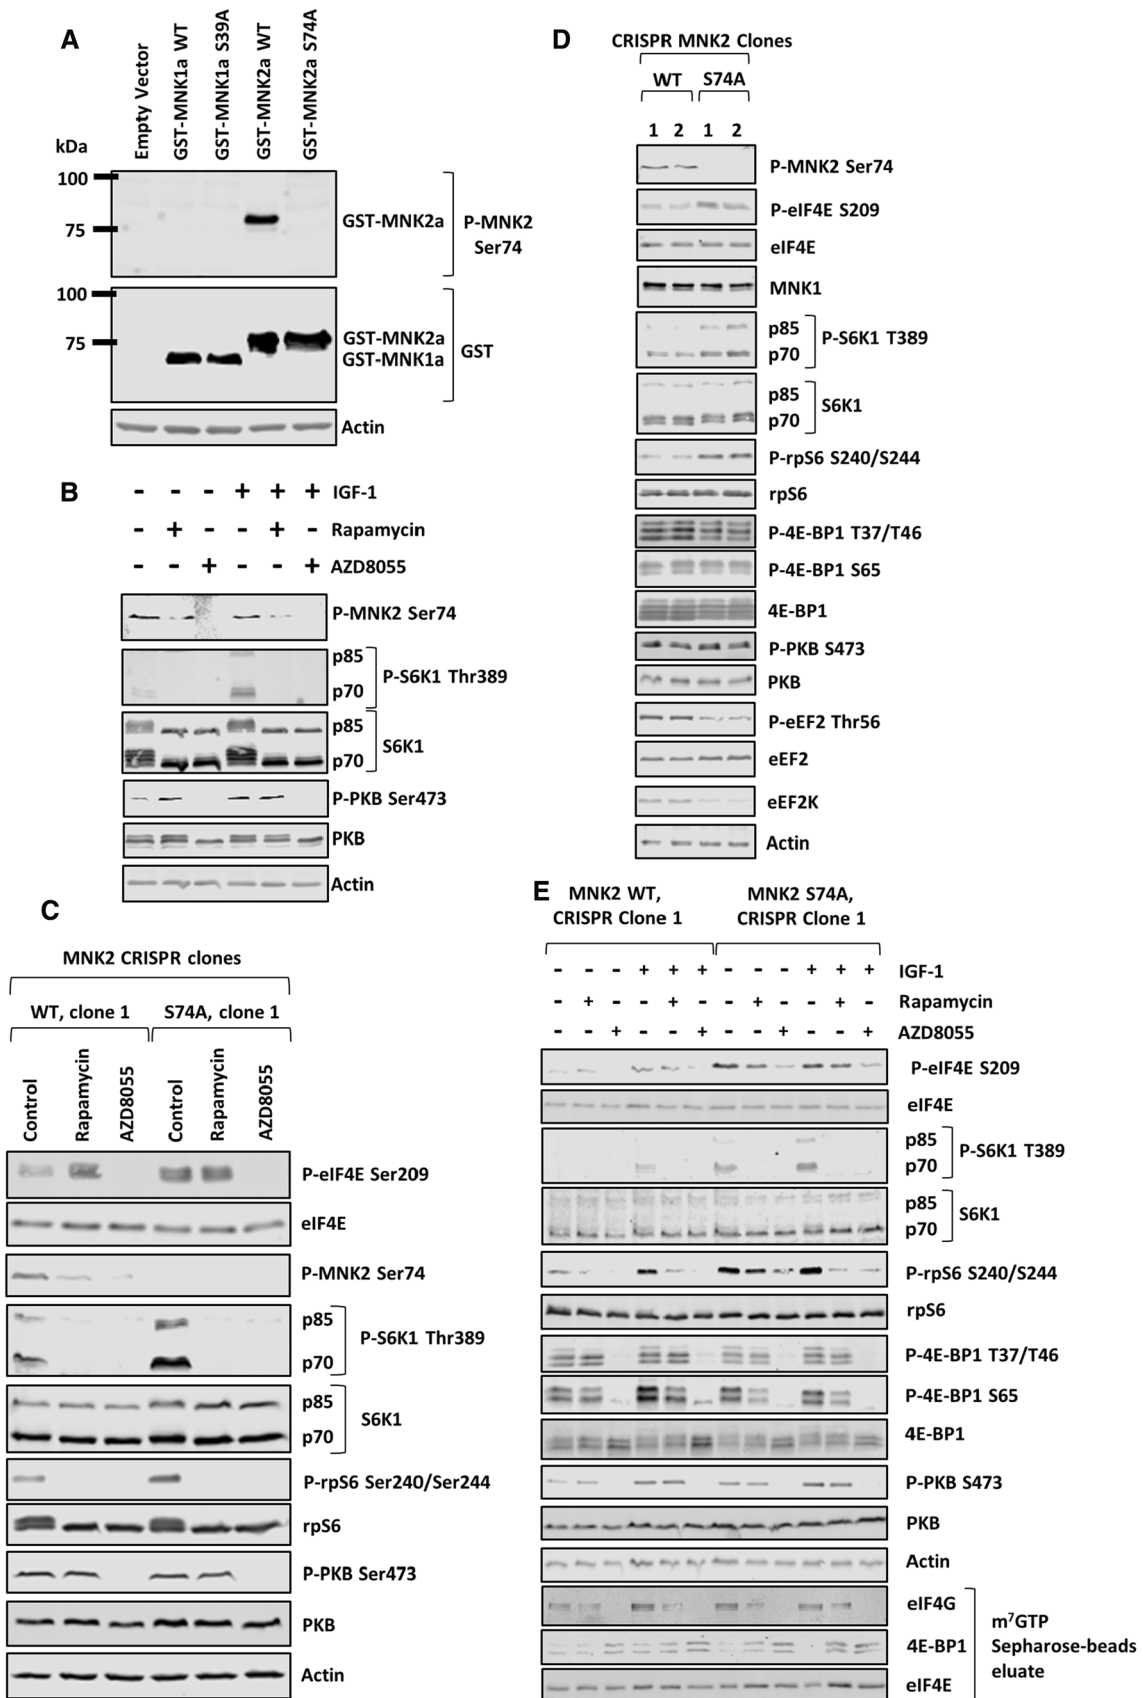 A
Empty Vector
GST-MNK1a WT
GST-MNK1a S39A
GST-MNK2a WT
GST-MNK2a S74A
kDa
100
75
GST-MNK2a
P-MNK2
Ser74
100
75
GST-MNK2a
GST-MNK1a
GST
Actin
B
- - - + + + IGF-1
- + - - + - Rapamycin
- - + - - + AZD8055
P-MNK2 Ser74
p85
p70
P-S6K1 Thr389
p85
p70
S6K1
P-PKB Ser473
PKB
Actin
C
MNK2 CRISPR clones
WT, clone 1 S74A, clone 1
Control
Rapamycin
AZD8055
Control
Rapamycin
AZD8055
P-eIF4E Ser209
eIF4E
P-MNK2 Ser74
p85
p70
P-S6K1 Thr389
p85
p70
S6K1
P-rpS6 Ser240/Ser244
rpS6
P-PKB Ser473
PKB
Actin
D
CRISPR MNK2 Clones
WT S74A
1 2 1 2
P-MNK2 Ser74
P-eIF4E S209
eIF4E
MNK1
p85
p70
P-S6K1 T389
p85
p70
S6K1
P-rpS6 S240/S244
rpS6
P-4E-BP1 T37/T46
P-4E-BP1 S65
4E-BP1
P-PKB S473
PKB
P-eEF2 Thr56
eEF2
eEF2K
Actin
E
MNK2 WT,
CRISPR Clone 1
MNK2 S74A,
CRISPR Clone 1
- - - + + + - - - + + + IGF-1
- + - - + - - + - - + - Rapamycin
- - + - - + - - + - - + AZD8055
P-eIF4E S209
eIF4E
p85
p70
P-S6K1 T389
p85
p70
S6K1
P-rpS6 S240/S244
rpS6
P-4E-BP1 T37/T46
P-4E-BP1 S65
4E-BP1
P-PKB S473
PKB
Actin
eIF4G
4E-BP1
eIF4E
m⁷GTP
Sepharose-beads
eluate